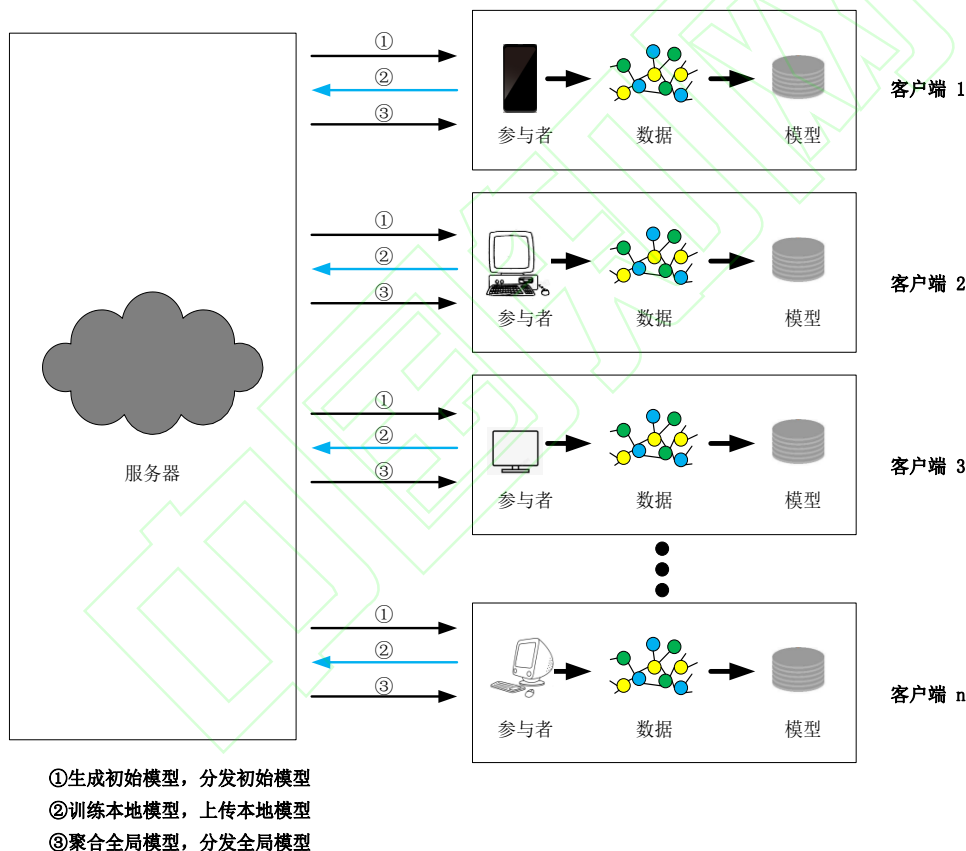 ①
②
③
参与者 数据 模型
客户端 1
①
②
③
参与者 数据 模型
客户端 2
服务器
①
②
③
参与者 数据 模型
客户端 3
①
②
③
参与者 数据 模型
客户端 n
①生成初始模型，分发初始模型
②训练本地模型，上传本地模型
③聚合全局模型，分发全局模型